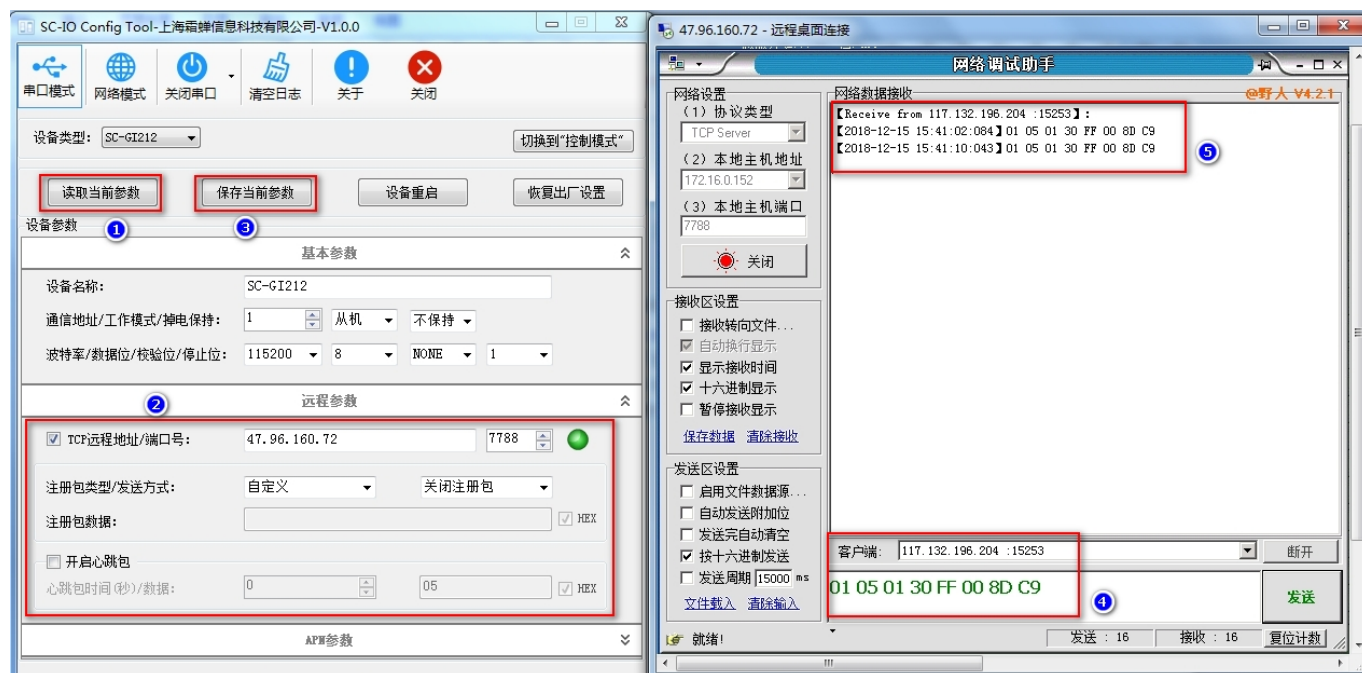 SC-IO Config Tool-上海霜蝉信息科技有限公司-V1.0.0
串口模式 网络模式 关闭串口 清空日志 关于 关闭
设备类型: SC-GI212 切换到“控制模式”
读取当前参数 保存当前参数 设备重启 恢复出厂设置
1 3
设备参数
基本参数
设备名称: SC-GI212
通信地址/工作模式/掉电保持: 1 从机 不保持
波特率/数据位/校验位/停止位: 115200 8 NONE 1
2 远程参数
TCP远程地址/端口号: 47.96.160.72 7788
注册包类型/发送方式: 自定义 关闭注册包
注册包数据: HEX
开启心跳包
心跳包时间(秒)/数据: 0 05 HEX
APN参数
47.96.160.72 - 远程桌面连接
网络调试助手
网络设置
(1) 协议类型
TCP Server
(2) 本地主机地址
172.16.0.152
(3) 本地主机端口
7788
关闭
接收区设置
接收转向文件...
自动换行显示
显示接收时间
十六进制显示
暂停接收显示
保存数据 清除接收
发送区设置
启用文件数据源...
自动发送附加位
发送完自动清空
按十六进制发送
发送周期 15000 ms
文件载入 清除输入
网络数据接收 @野人 V4.2.1
【Receive from 117.132.196.204 :15253】:
【2018-12-15 15:41:02:084】01 05 01 30 FF 00 8D C9
【2018-12-15 15:41:10:043】01 05 01 30 FF 00 8D C9
5
客户端: 117.132.196.204 :15253 断开
01 05 01 30 FF 00 8D C9
4
发送
就绪! 发送 : 16 接收 : 16 复位计数